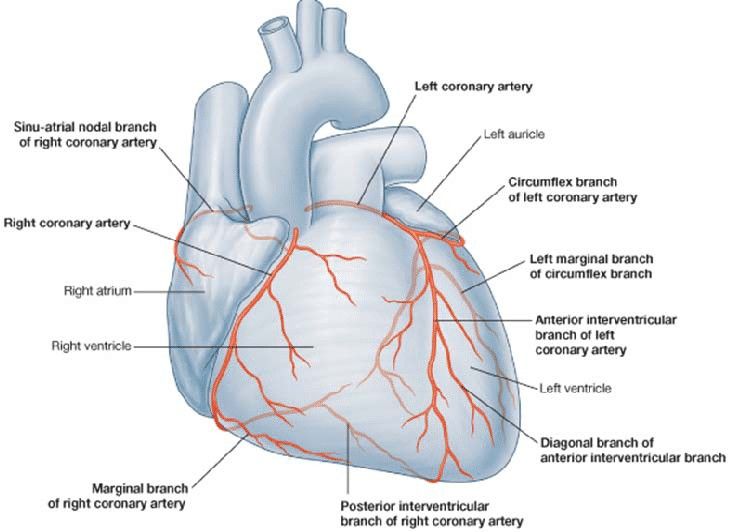 Left coronary artery
Sinu-atrial nodal branch
of right coronary artery
Left auricle
Circumflex branch
of left coronary artery
Right coronary artery
Left marginal branch
of circumflex branch
Right atrium
Anterior interventricular
branch of left
coronary artery
Right ventricle
Left ventricle
Diagonal branch of
anterior interventricular branch
Marginal branch
of right coronary artery
Posterior interventricular
branch of right coronary artery